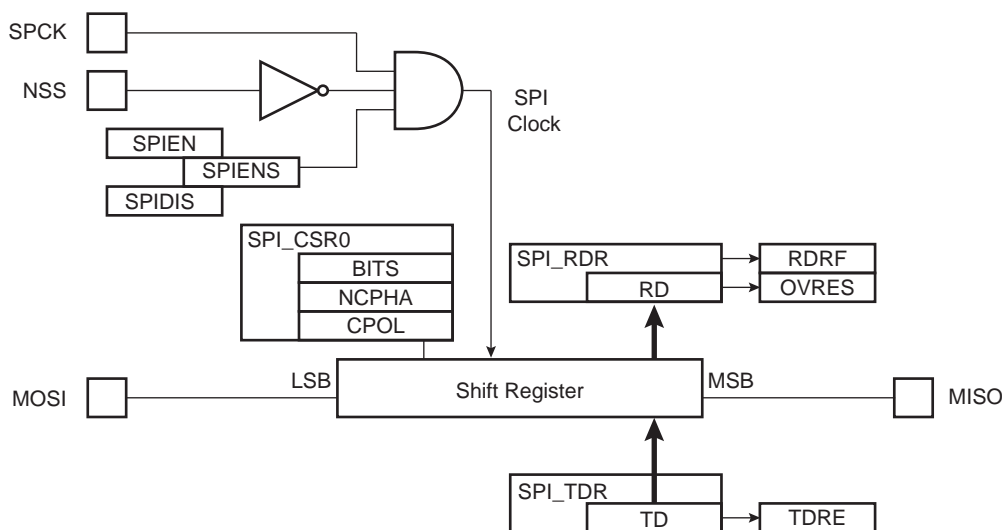 SPCK
NSS
SPI
Clock
SPIEN
SPIENS
SPIDIS
SPI_CSR0
BITS
NCPHA
CPOL
SPI_RDR
RD
RDRF
OVRES
MOSI
LSB
Shift Register
MSB
MISO
SPI_TDR
TD
TDRE